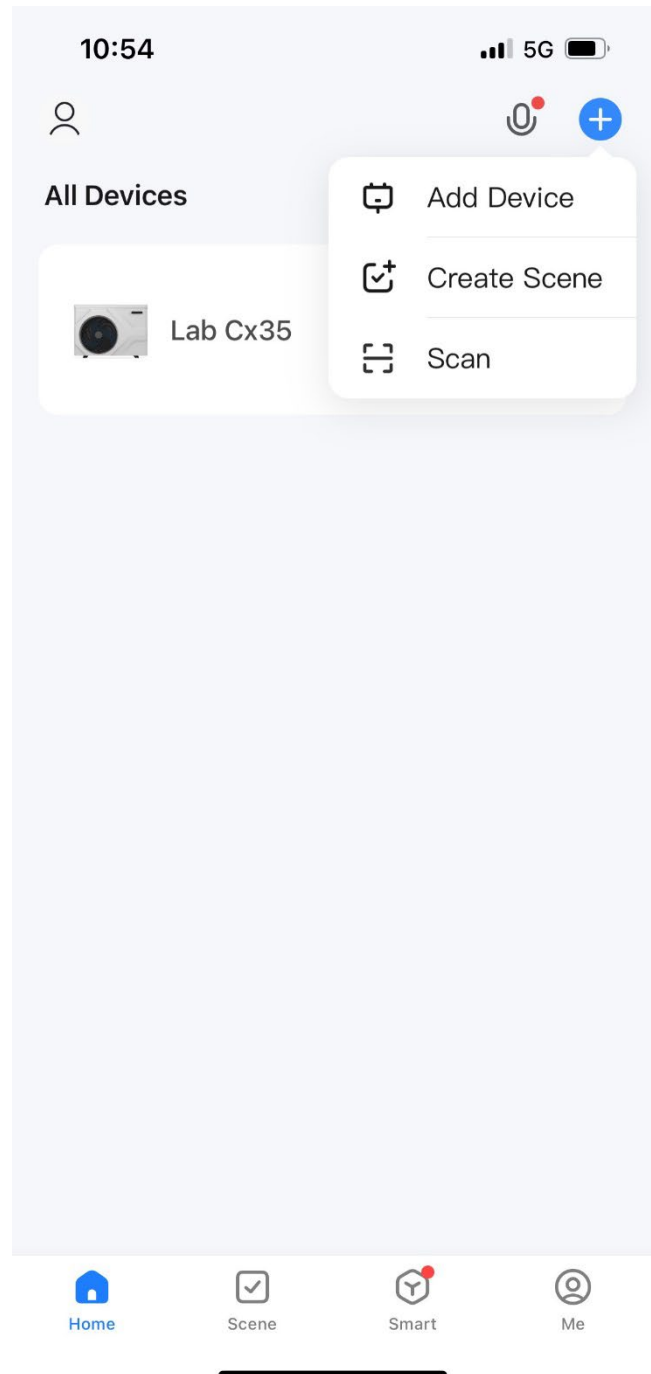 10:54 5G
All Devices
Add Device
Create Scene
Lab Cx35
Scan
Home Scene Smart Me